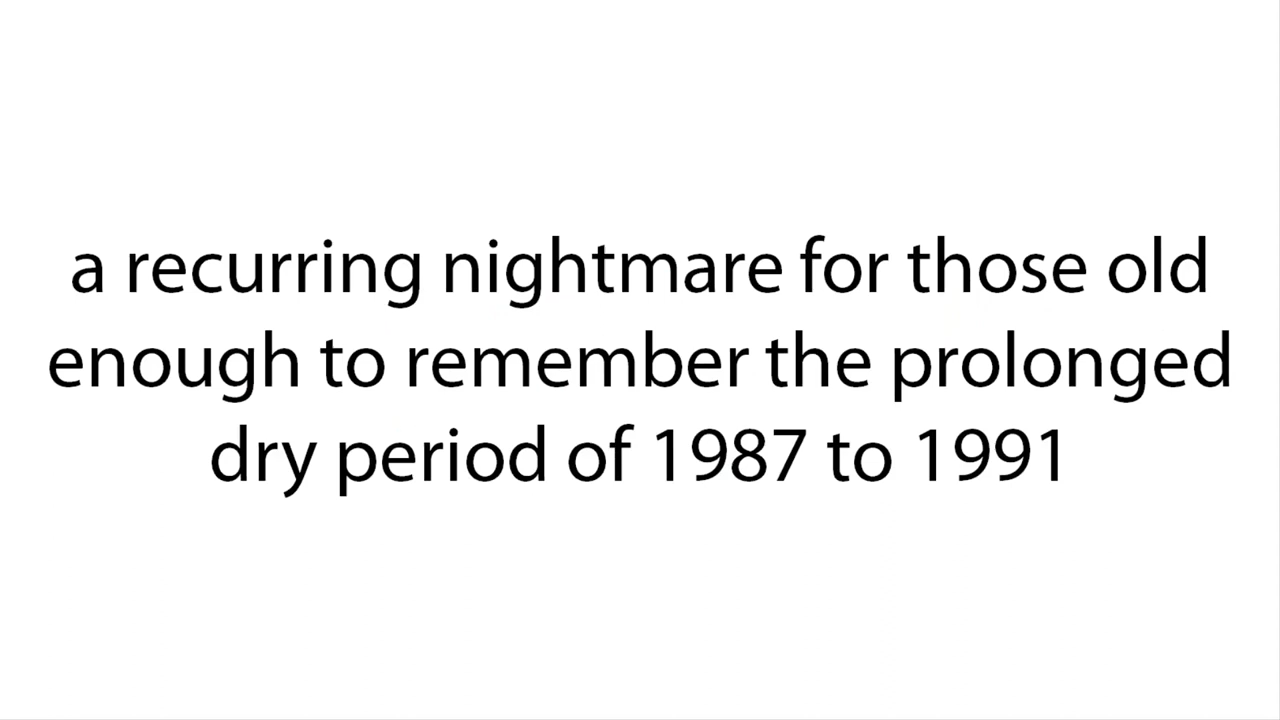 a recurring nightmare for those old
enough to remember the prolonged
dry period of 1987 to 1991